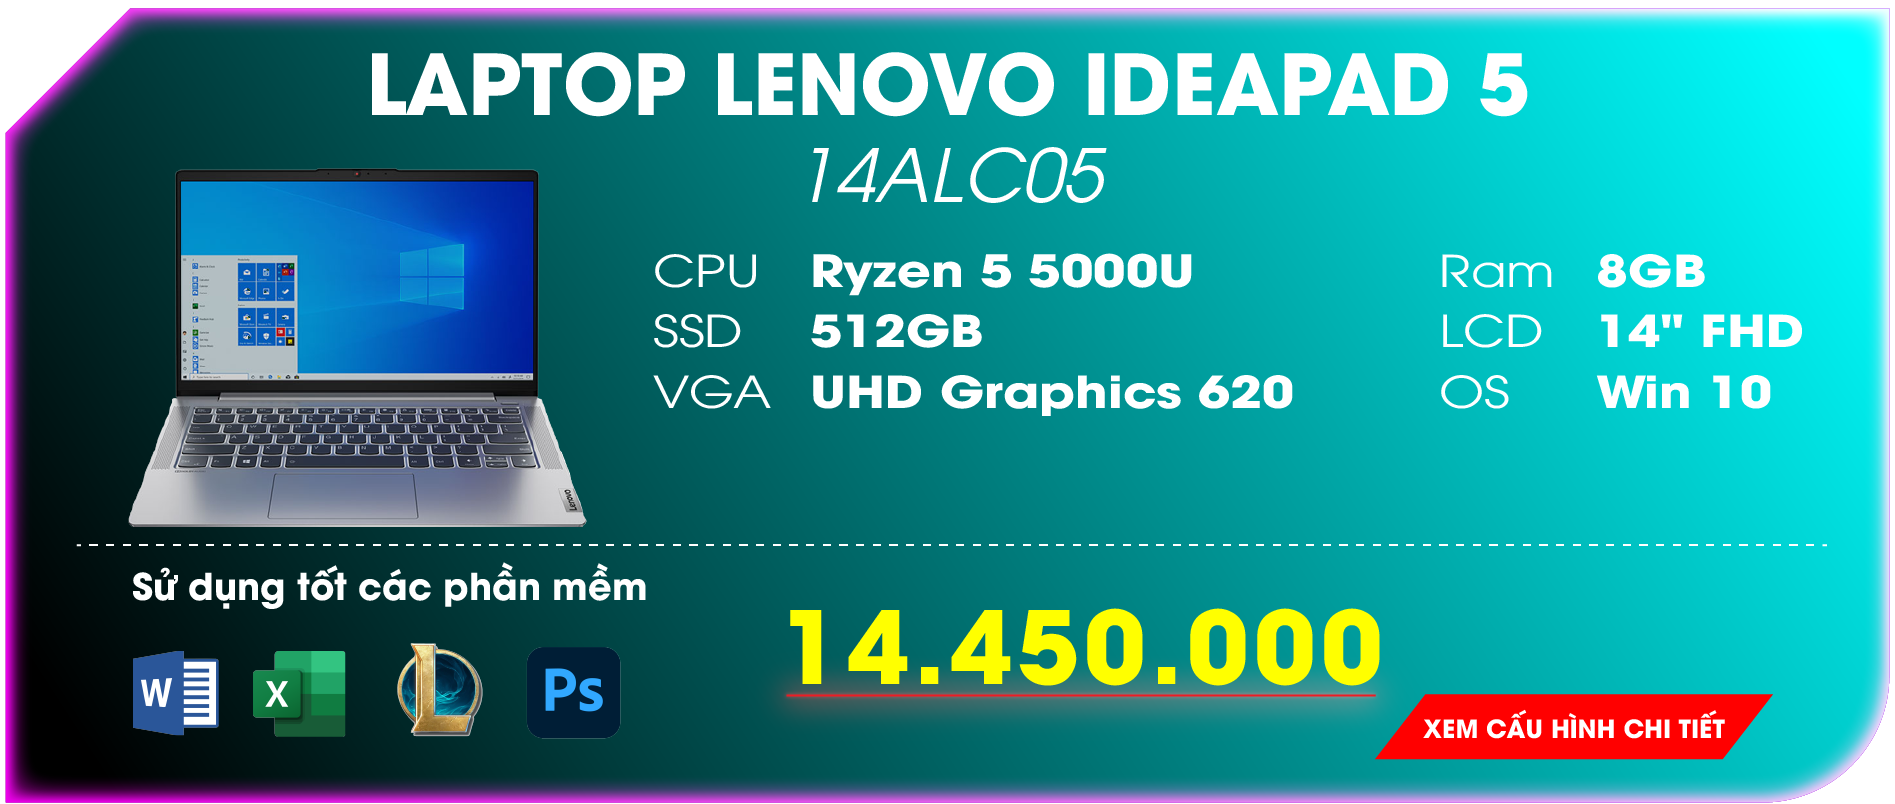 LAPTOP LENOVO IDEAPAD 5
14ALC05
CPU Ryzen 5 5000U Ram 8GB
SSD 512GB LCD 14" FHD
VGA UHD Graphics 620 OS Win 10
Lenovo
Sử dụng tốt các phần mềm
W X L Ps
14.450.000
XEM CẤU HÌNH CHI TIẾT